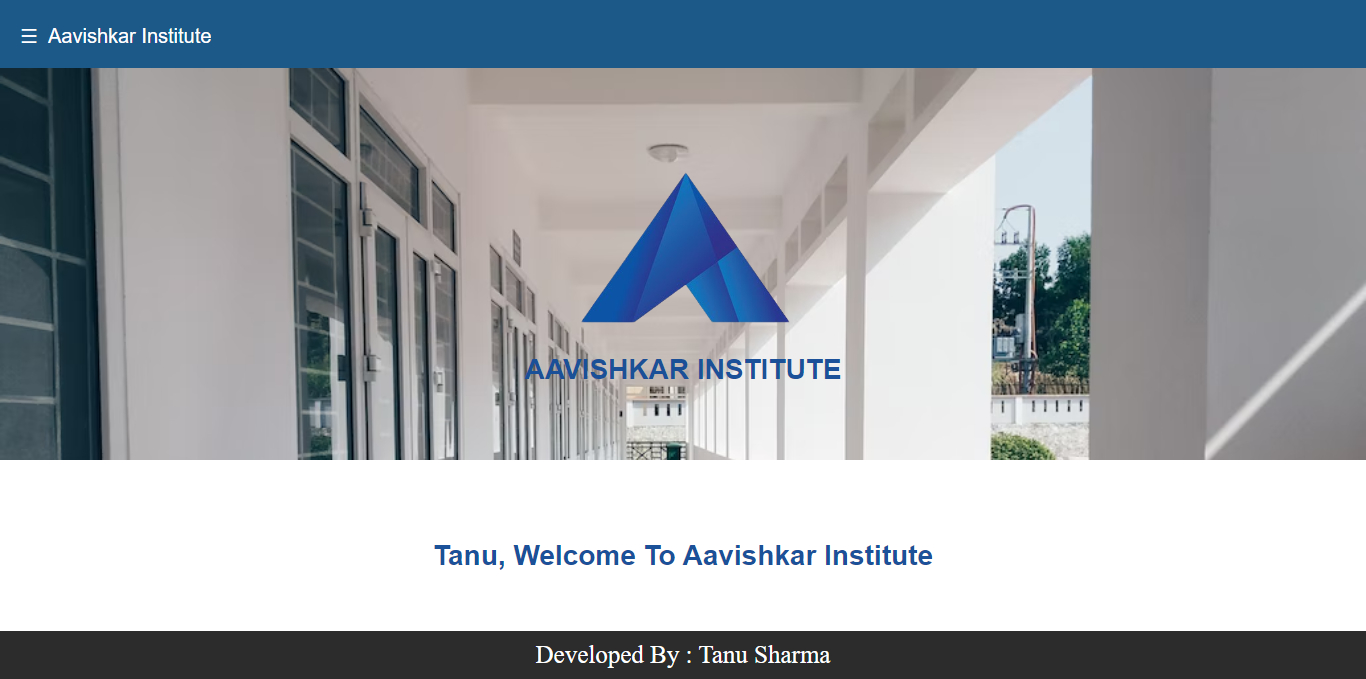 ☰ Aavishkar Institute
AAVISHKAR INSTITUTE
Tanu, Welcome To Aavishkar Institute
Developed By : Tanu Sharma